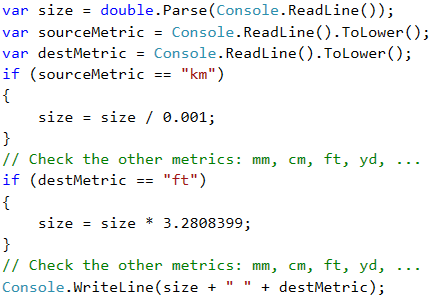 var size = double.Parse(Console.ReadLine());
var sourceMetric = Console.ReadLine().ToLower();
var destMetric = Console.ReadLine().ToLower();
if (sourceMetric == "km")
{
    size = size / 0.001;
}
// Check the other metrics: mm, cm, ft, yd, ...
if (destMetric == "ft")
{
    size = size * 3.2808399;
}
// Check the other metrics: mm, cm, ft, yd, ...
Console.WriteLine(size + " " + destMetric);